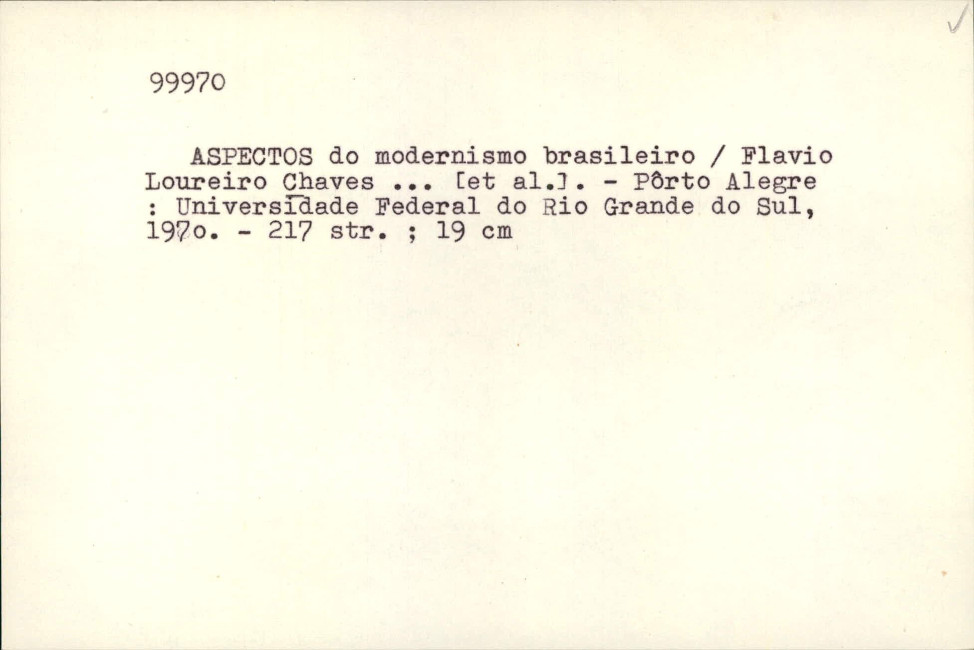 99970
ASPECTOS do modernismo brasileiro / Flavio
Loureiro Chaves ... [et al.]. - Pôrto Alegre
: Universidade Federal do Rio Grande do Sul,
1970. - 217 str. ; 19 cm